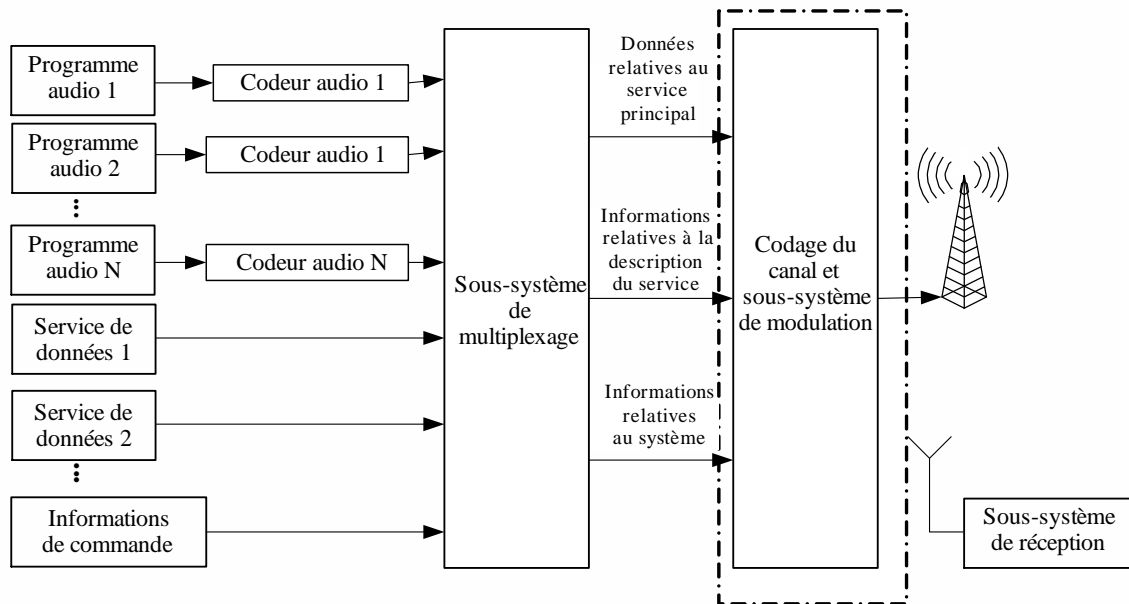 Programme
audio 1
Codeur audio 1
Programme
audio 2
Codeur audio 1
Programme
audio N
Codeur audio N
Service de
données 1
Service de
données 2
Informations
de commande
Sous-système
de
multiplexage
Données
relatives au
service
principal
Informations
relatives à la
description
du service
Informations
relatives
au système
Codage du
canal et
sous-système
de modulation
Sous-système
de réception